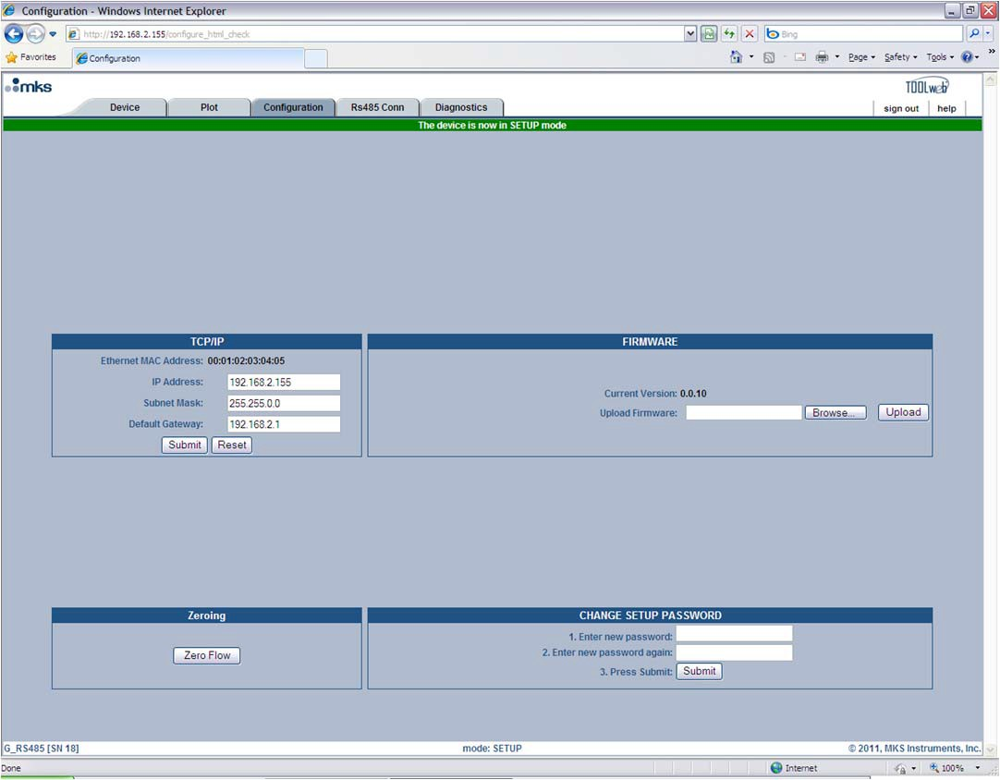 Configuration - Windows Internet Explorer
http://192.168.2.155/configure_html_check
Bing
Favorites
Configuration
Page
Safety
Tools
»
mks
TOOLweb
Device
Plot
Configuration
Rs485 Conn
Diagnostics
sign out
help
The device is now in SETUP mode
TCP/IP
Ethernet MAC Address: 00:01:02:03:04:05
IP Address: 192.168.2.155
Subnet Mask: 255.255.0.0
Default Gateway: 192.168.2.1
Submit Reset
FIRMWARE
Current Version: 0.0.10
Upload Firmware: Browse... Upload
Zeroing
Zero Flow
CHANGE SETUP PASSWORD
1. Enter new password:
2. Enter new password again:
3. Press Submit: Submit
G_RS485 [SN 18]
mode: SETUP
© 2011, MKS Instruments, Inc.
Done
Internet
100%